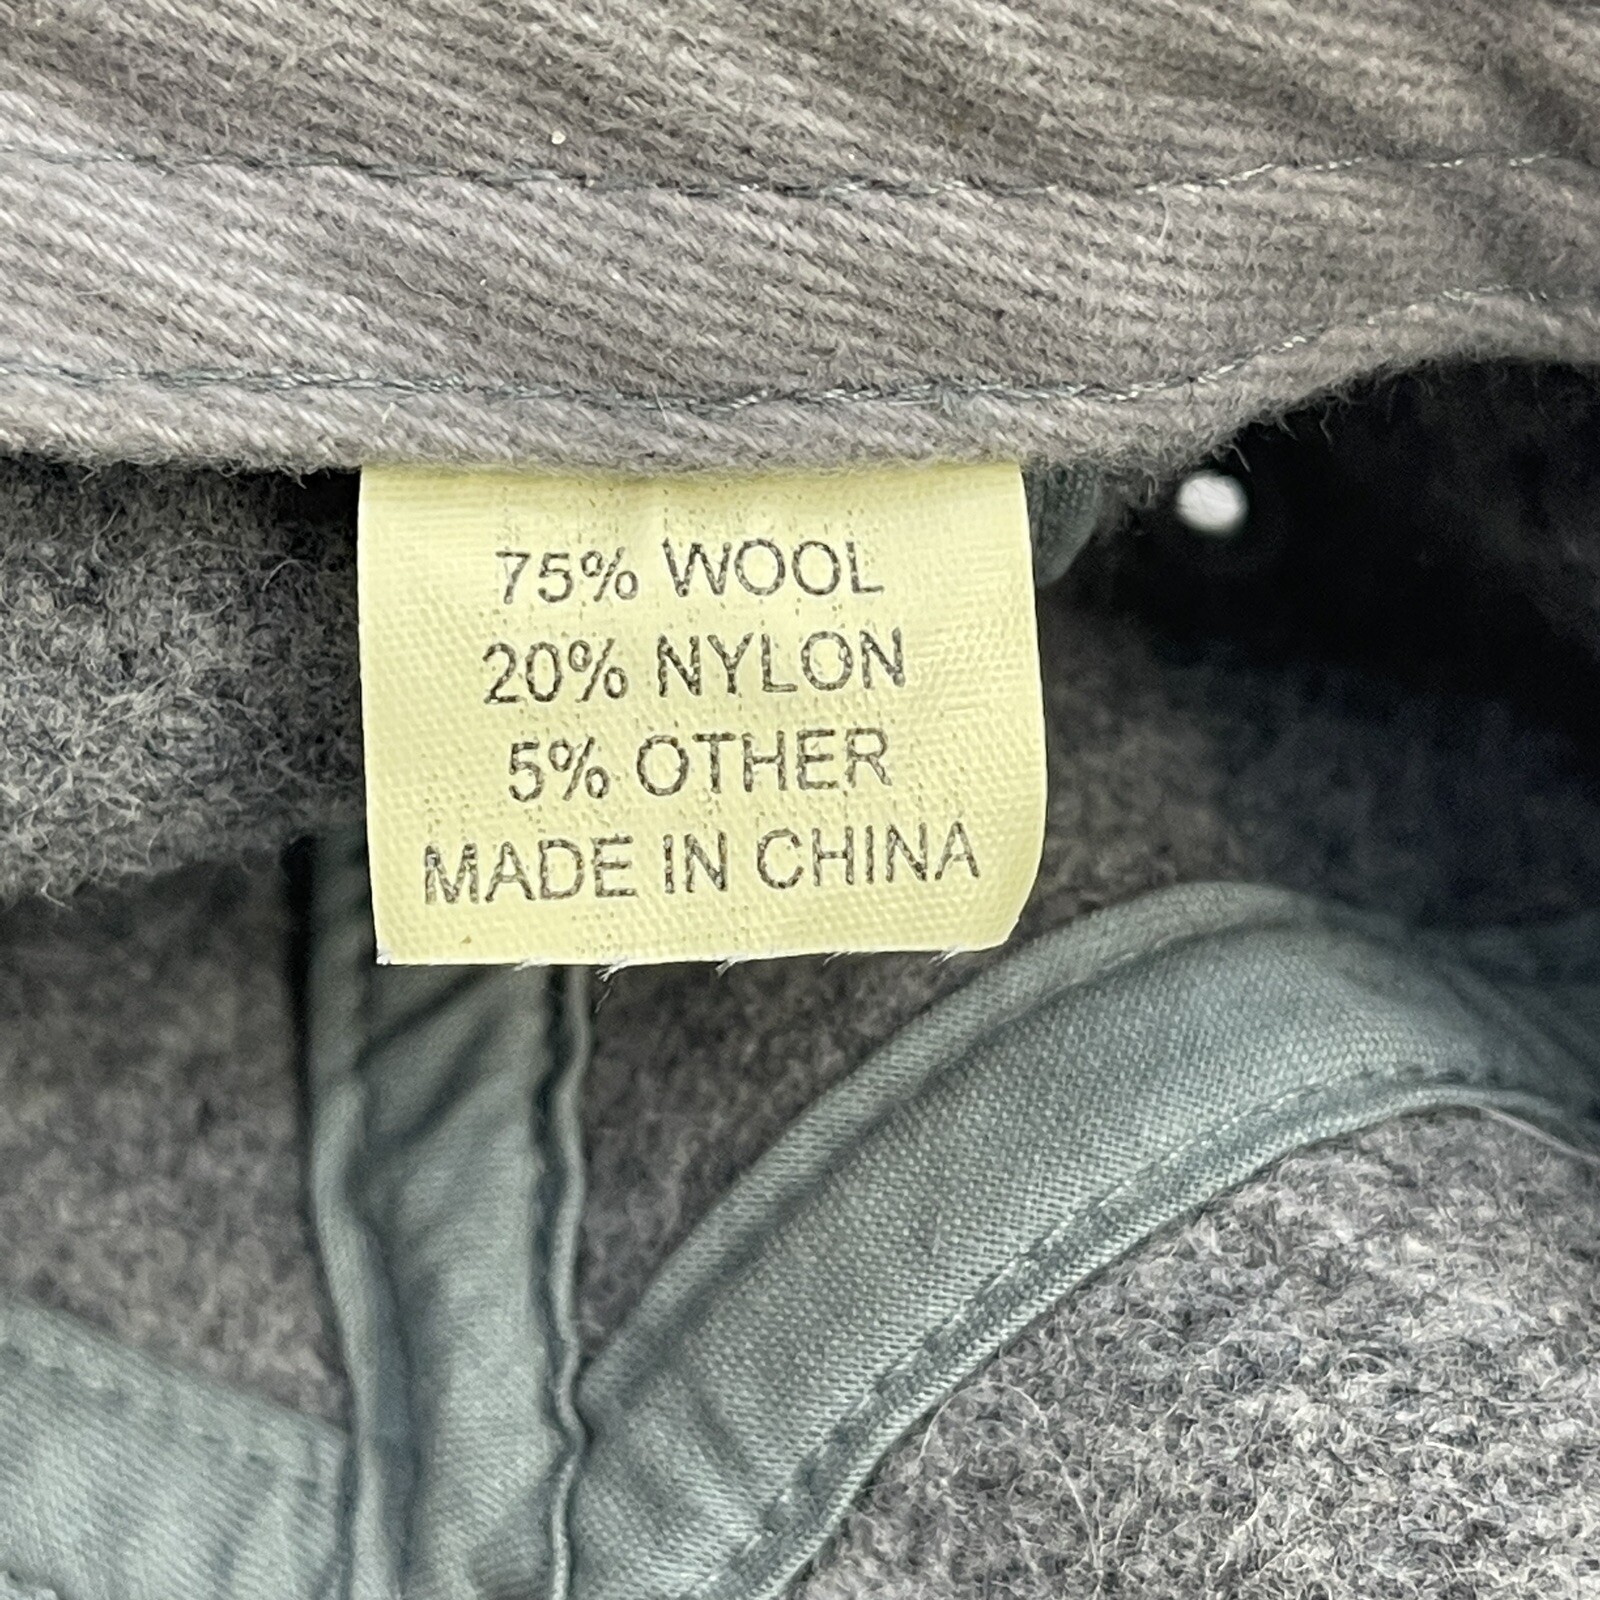 75% WOOL
20% NYLON
5% OTHER
MADE IN CHINA